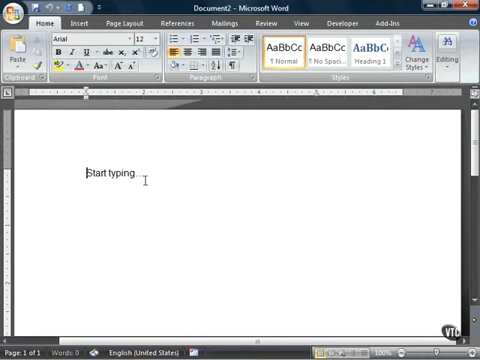 Document2 - Microsoft Word
Home Insert Page Layout References Mailings Review View Developer Add-Ins
Arial 12
AaBbCc AaBbCc AaBbCc
Paste
B I U
¶ Normal ¶ No Spaci... Heading 1
Change Styles
Editing
Clipboard Font Paragraph Styles
Start typing...
VTC
Page: 1 of 1 Words: 0 English (United States) 100%